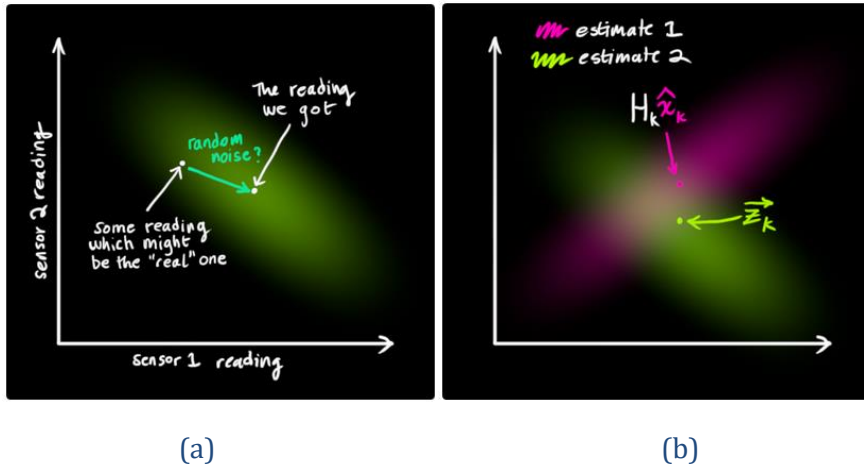 The reading
we got
random
noise?
Some reading
which might
be the "real" one
sensor 2 reading
sensor 1 reading
(a)
estimate 1
estimate 2
H_k x̂_k
z⃗_k
(b)